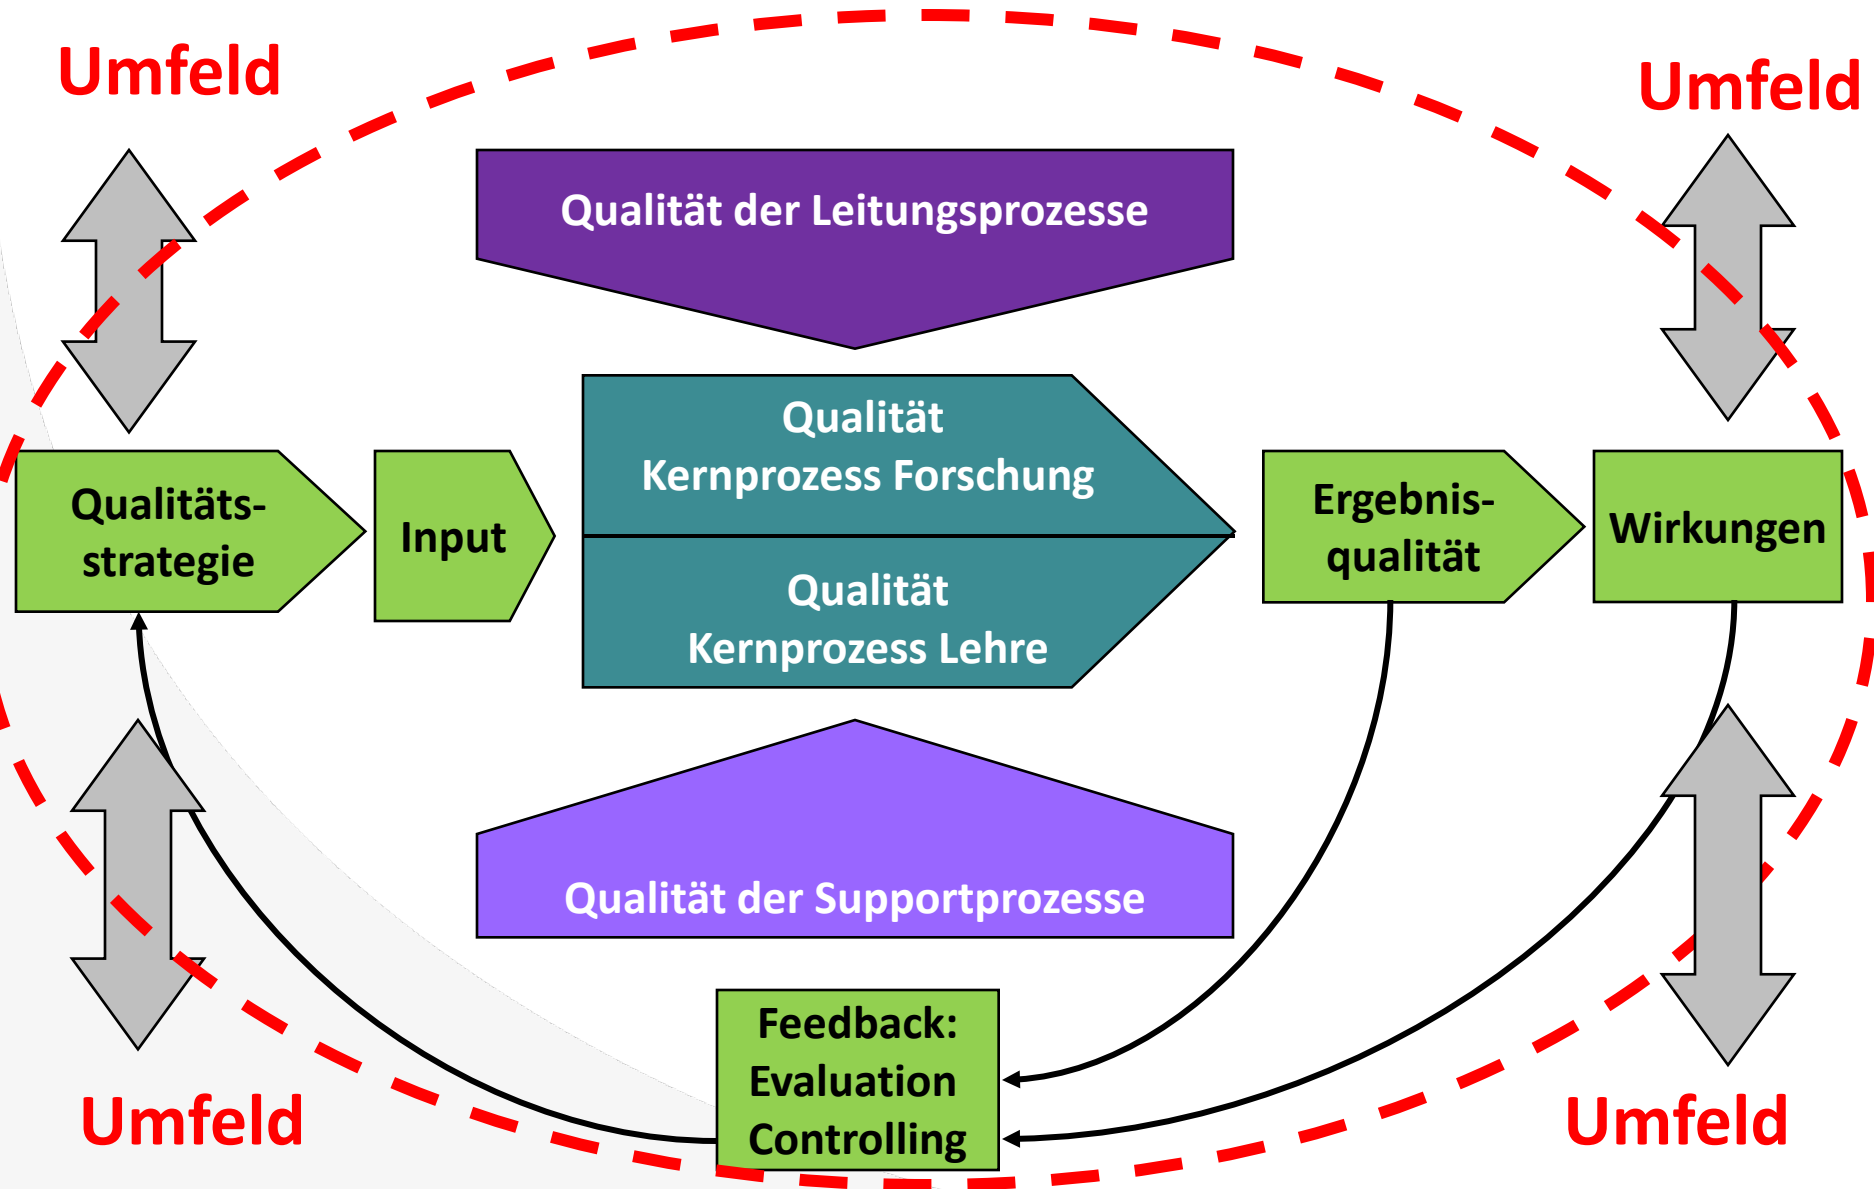 Umfeld
Umfeld
Qualität der Leitungsprozesse
Qualitäts-
strategie
Input
Qualität
Kernprozess Forschung
Qualität
Kernprozess Lehre
Ergebnis-
qualität
Wirkungen
Qualität der Supportprozesse
Feedback:
Evaluation
Controlling
Umfeld
Umfeld